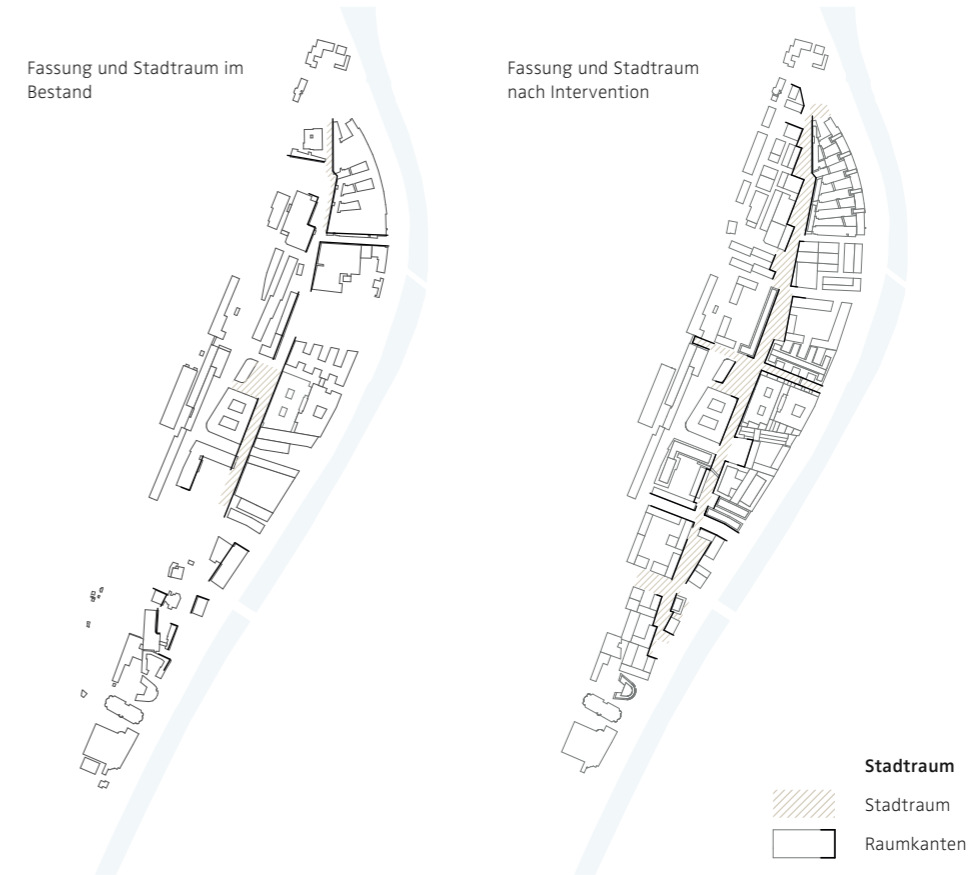 Fassung und Stadtraum im
Bestand
Fassung und Stadtraum
nach Intervention
Stadtraum
Stadtraum
Raumkanten